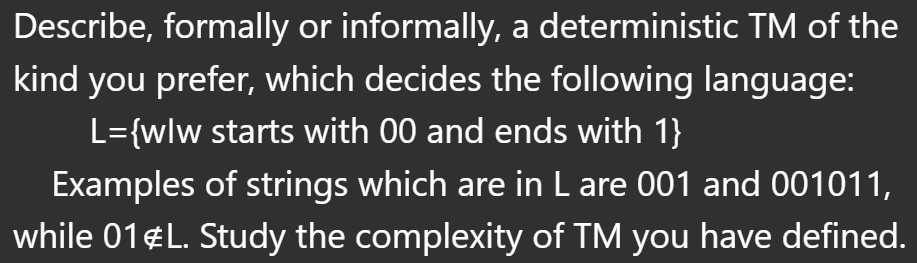 Describe, formally or informally, a deterministic TM of the
kind you prefer, which decides the following language:
L={w|w starts with 00 and ends with 1}
Examples of strings which are in L are 001 and 001011,
while 01∉L. Study the complexity of TM you have defined.